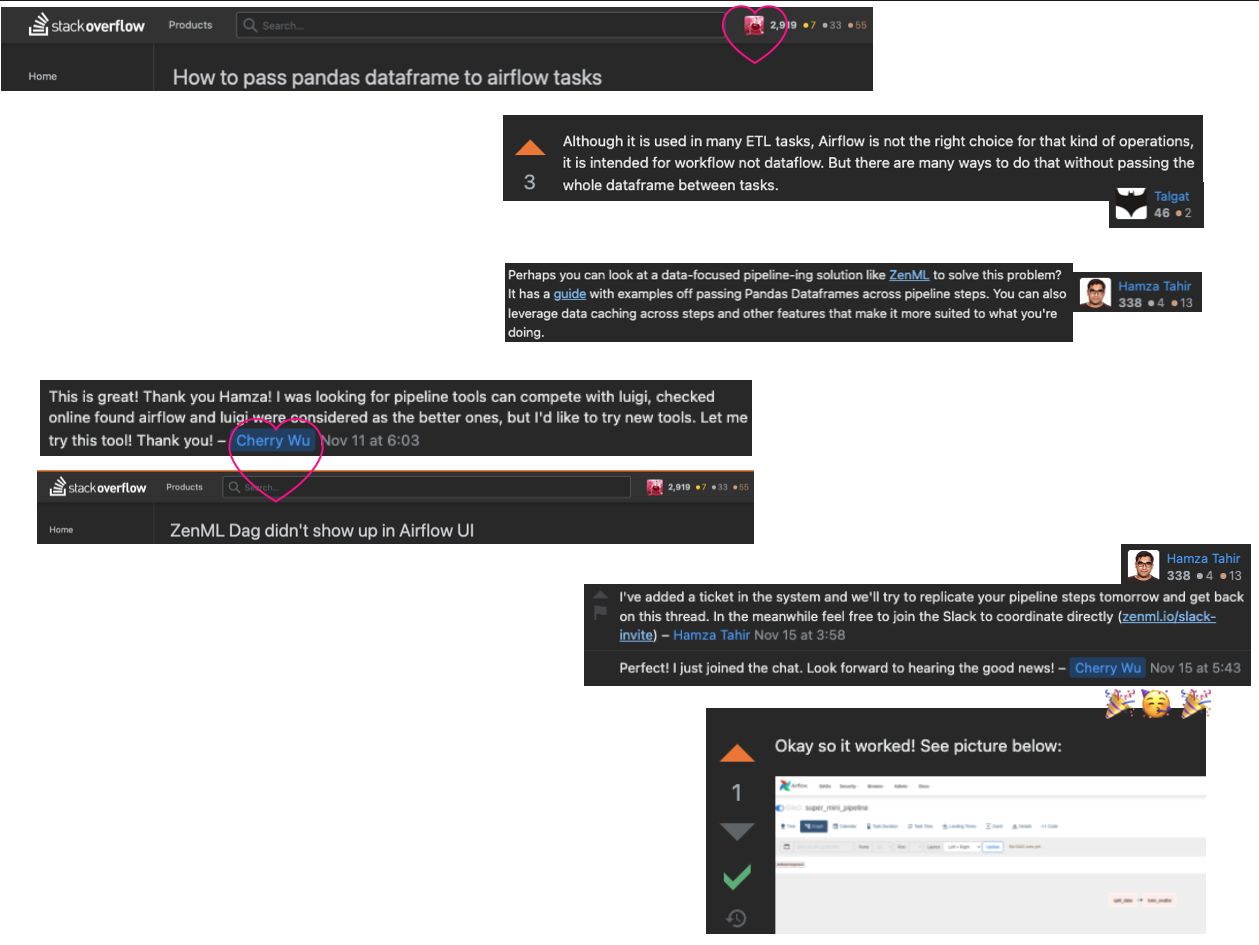 stackoverflow Products Search... 2,919 7 33 55
Home
How to pass pandas dataframe to airflow tasks
Although it is used in many ETL tasks, Airflow is not the right choice for that kind of operations,
it is intended for workflow not dataflow. But there are many ways to do that without passing the
whole dataframe between tasks.
3
Talgat
46 2
Perhaps you can look at a data-focused pipeline-ing solution like ZenML to solve this problem?
It has a guide with examples off passing Pandas Dataframes across pipeline steps. You can also
leverage data caching across steps and other features that make it more suited to what you're
doing.
Hamza Tahir
338 4 13
This is great! Thank you Hamza! I was looking for pipeline tools can compete with luigi, checked
online found airflow and luigi were considered as the better ones, but I'd like to try new tools. Let me
try this tool! Thank you! – Cherry Wu Nov 11 at 6:03
stackoverflow Products Search... 2,919 7 33 55
Home
ZenML Dag didn't show up in Airflow UI
Hamza Tahir
338 4 13
I've added a ticket in the system and we'll try to replicate your pipeline steps tomorrow and get back
on this thread. In the meanwhile feel free to join the Slack to coordinate directly (zenml.io/slack-
invite) – Hamza Tahir Nov 15 at 3:58
Perfect! I just joined the chat. Look forward to hearing the good news! – Cherry Wu Nov 15 at 5:43
Okay so it worked! See picture below:
1
Airflow DAGs Security Browse Admin Docs
DAG: super_mini_pipeline
Tree Graph Calendar Task Duration Task Tries Landing Times Gantt Details Code
Runs Run Layout Left > Right Update
split_data train_evaltor